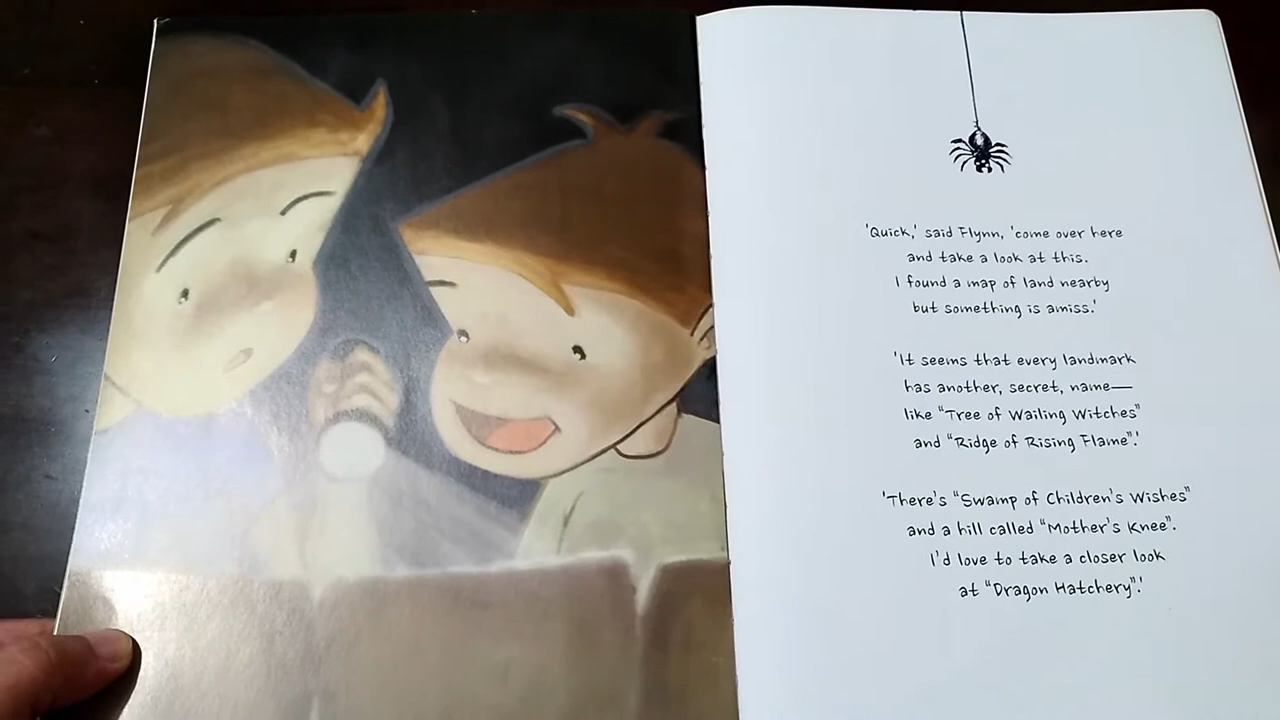 'Quick,' said Flynn, 'come over here
and take a look at this.
I found a map of land nearby
but something is amiss.'
'It seems that every landmark
has another, secret, name—
like "Tree of Wailing Witches"
and "Ridge of Rising Flame".'
'There's "Swamp of Children's Wishes"
and a hill called "Mother's Knee".
I'd love to take a closer look
at "Dragon Hatchery".'